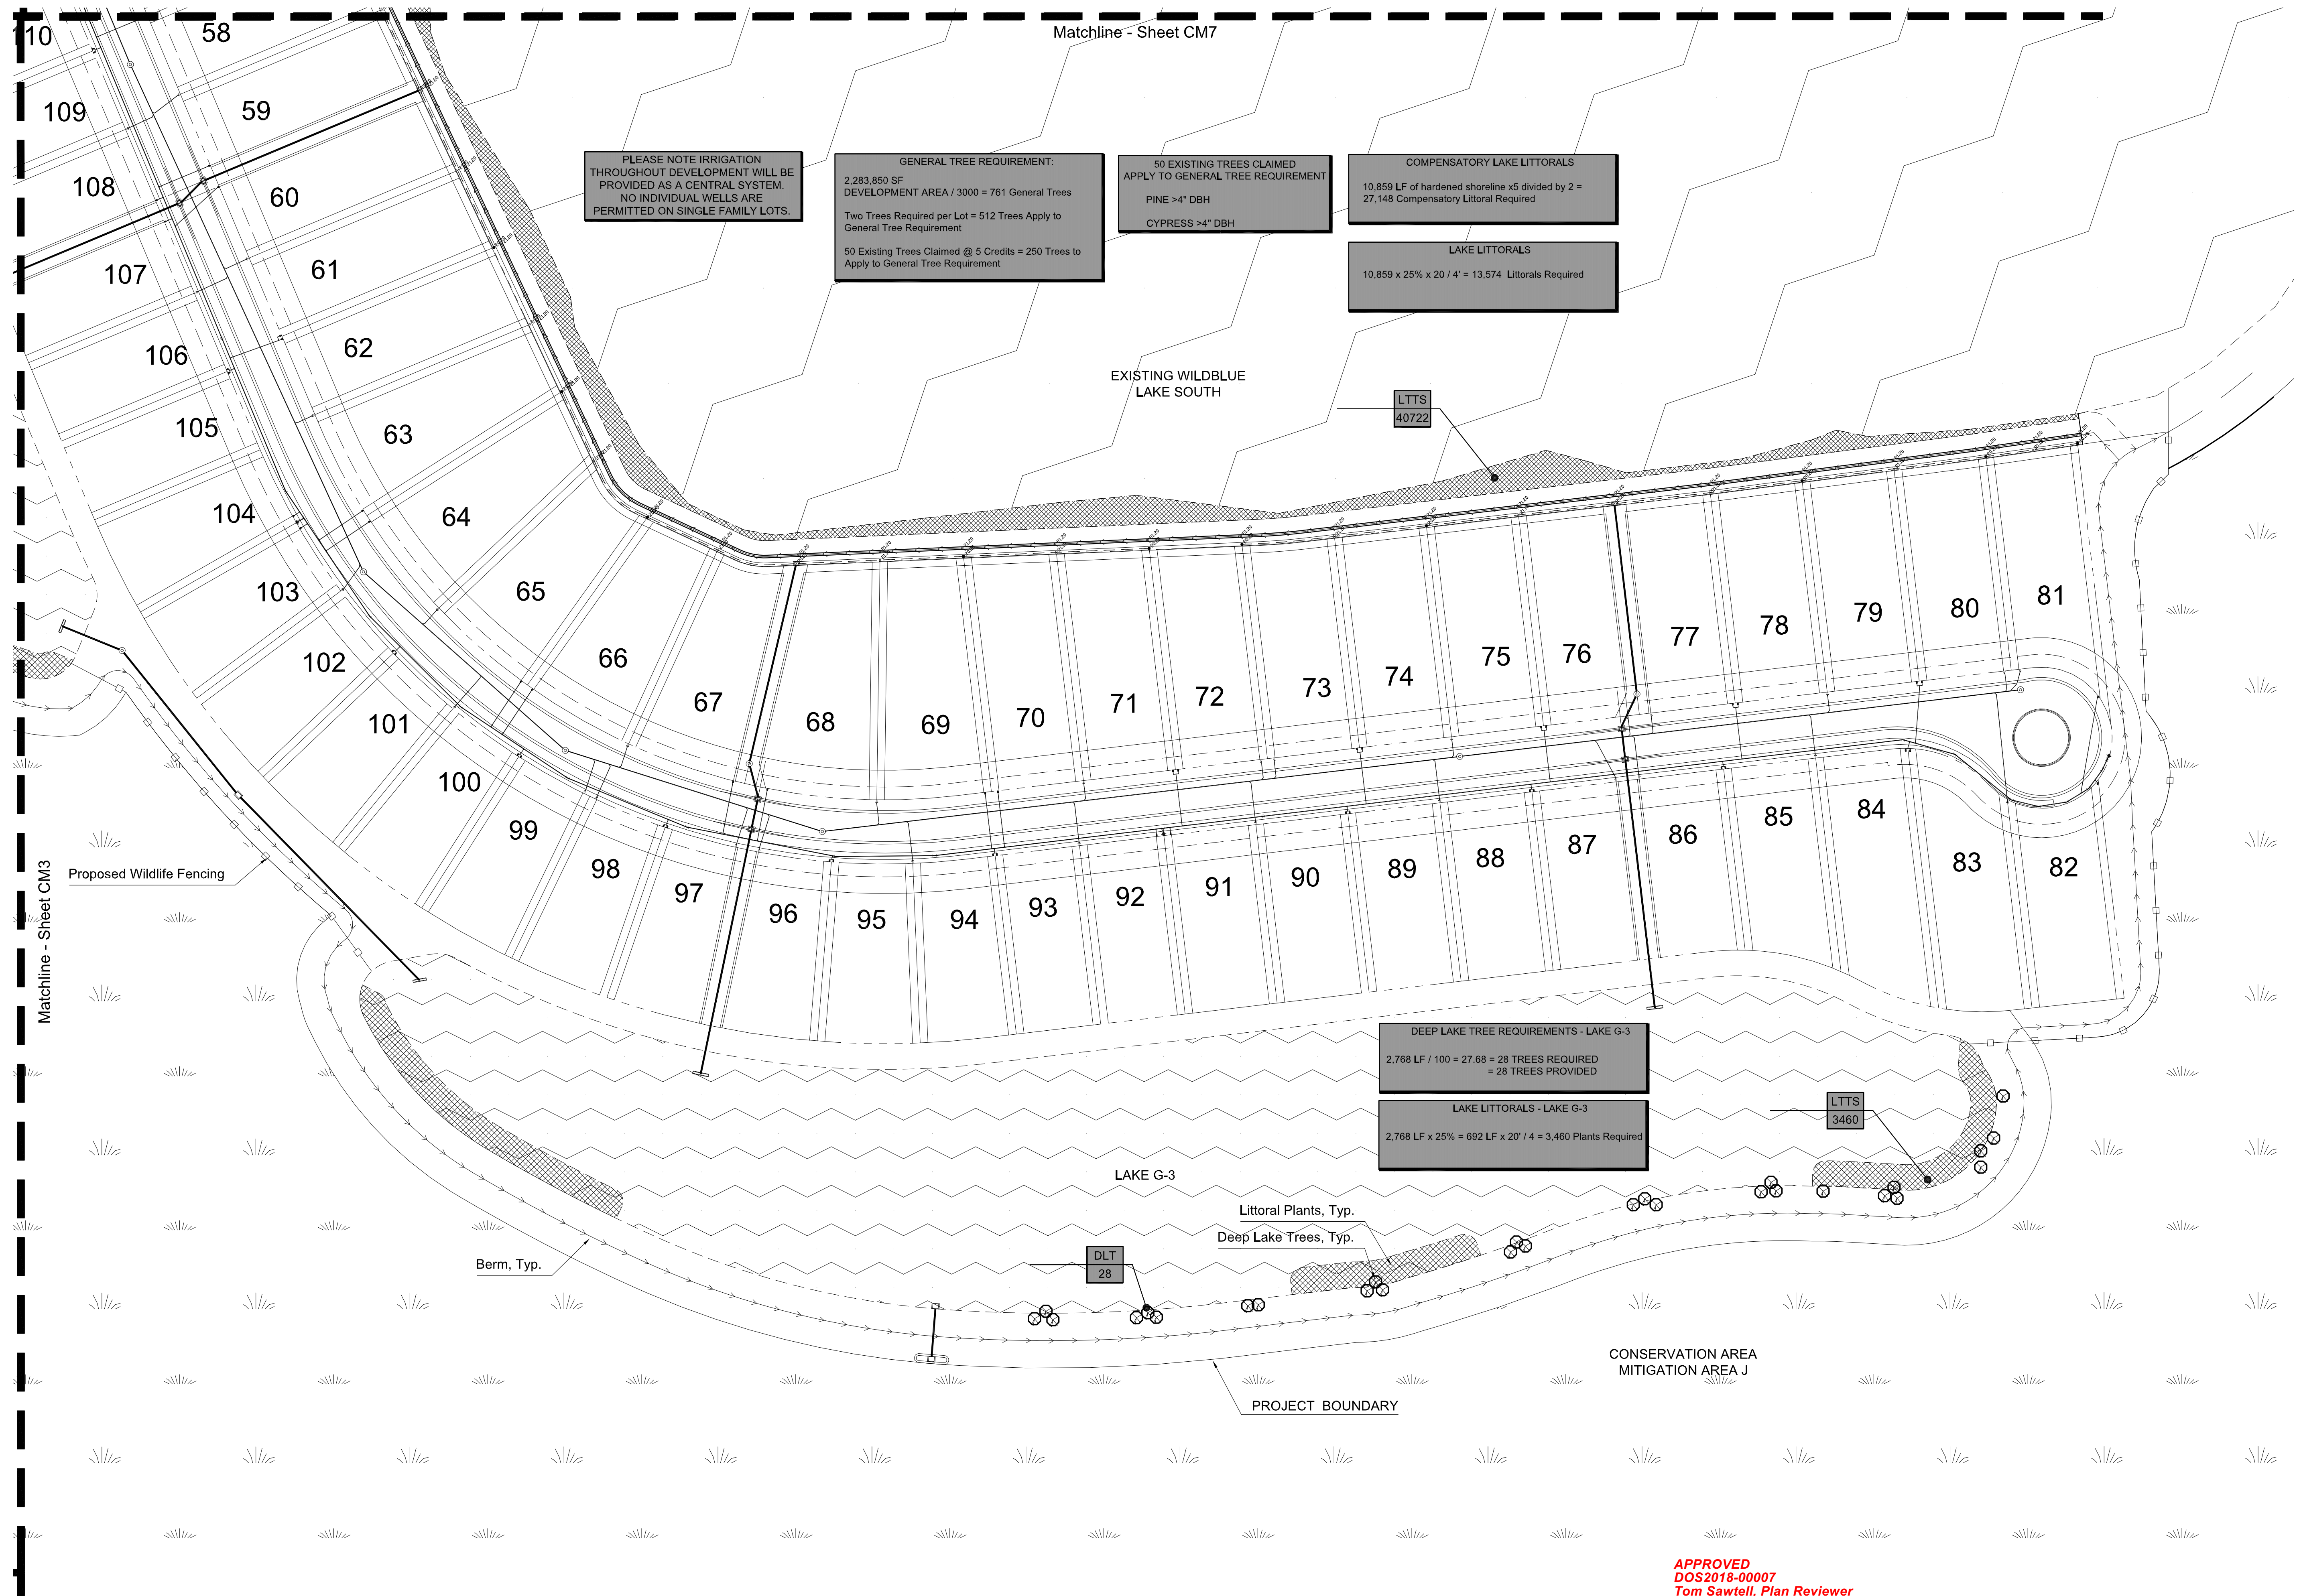 Matchline - Sheet CM7
110
58
109
59
108
60
107
61
106
62
105
63
104
64
103
65
102
66
101
67
100
68
99
69
98
70
97
71
96
72
95
73
94
74
93
75
92
76
91
77
90
78
89
79
88
80
87
81
86
85
84
83
82
PLEASE NOTE IRRIGATION
THROUGHOUT DEVELOPMENT WILL BE
PROVIDED AS A CENTRAL SYSTEM.
NO INDIVIDUAL WELLS ARE
PERMITTED ON SINGLE FAMILY LOTS.
GENERAL TREE REQUIREMENT:
2,283,850 SF
DEVELOPMENT AREA / 3000 = 761 General Trees
Two Trees Required per Lot = 512 Trees Apply to
General Tree Requirement
50 Existing Trees Claimed @ 5 Credits = 250 Trees to
Apply to General Tree Requirement
50 EXISTING TREES CLAIMED
APPLY TO GENERAL TREE REQUIREMENT
PINE >4" DBH
CYPRESS >4" DBH
COMPENSATORY LAKE LITTORALS
10,859 LF of hardened shoreline x5 divided by 2 =
27,148 Compensatory Littoral Required
LAKE LITTORALS
10,859 x 25% x 20 / 4' = 13,574 Littorals Required
EXISTING WILDBLUE
LAKE SOUTH
LTTS
40722
Proposed Wildlife Fencing
Matchline - Sheet CM3
DEEP LAKE TREE REQUIREMENTS - LAKE G-3
2,768 LF / 100 = 27.68 = 28 TREES REQUIRED
= 28 TREES PROVIDED
LAKE LITTORALS - LAKE G-3
2,768 LF x 25% = 692 LF x 20' / 4 = 3,460 Plants Required
LTTS
3460
LAKE G-3
Littoral Plants, Typ.
Deep Lake Trees, Typ.
Berm, Typ.
DLT
28
CONSERVATION AREA
MITIGATION AREA J
PROJECT BOUNDARY
APPROVED
DOS2018-00007
Tom Sawtell, Plan Reviewer